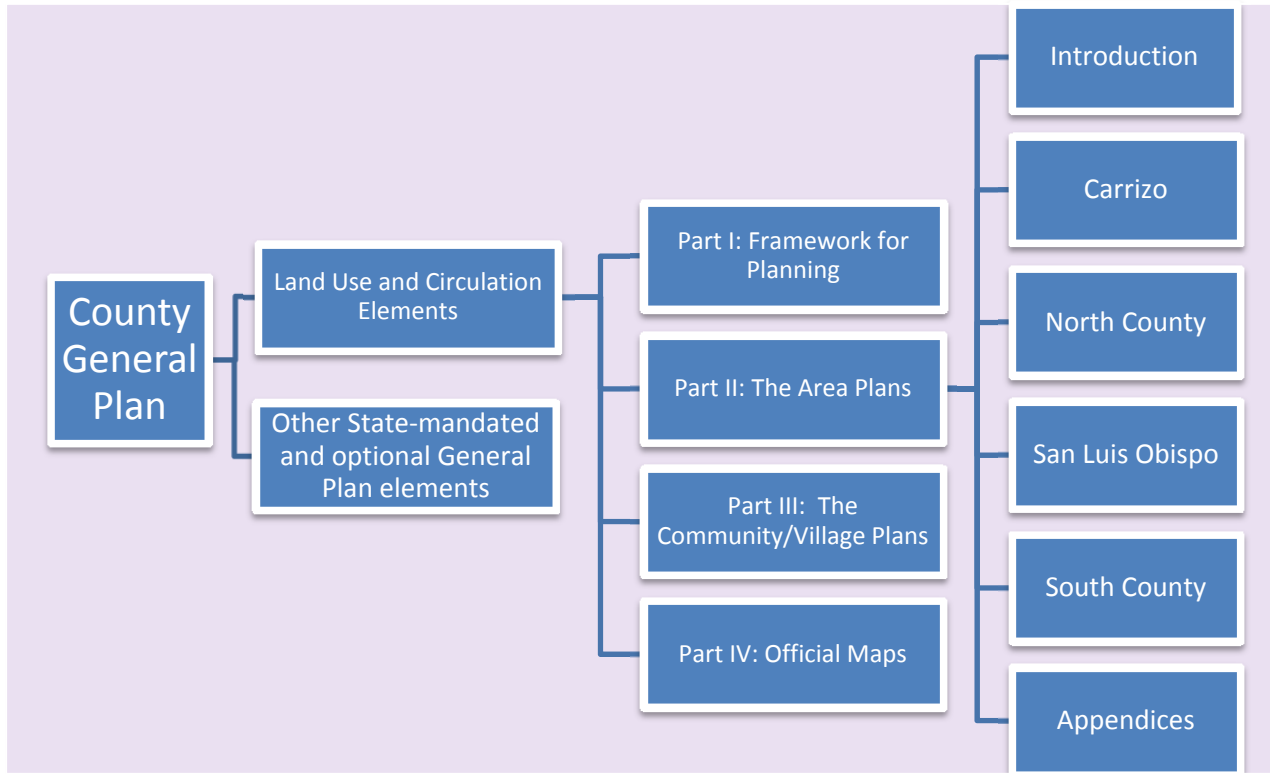 County
General
Plan
Land Use and Circulation
Elements
Other State-mandated
and optional General
Plan elements
Part I: Framework for
Planning
Part II: The Area Plans
Part III:  The
Community/Village Plans
Part IV: Official Maps
Introduction
Carrizo
North County
San Luis Obispo
South County
Appendices